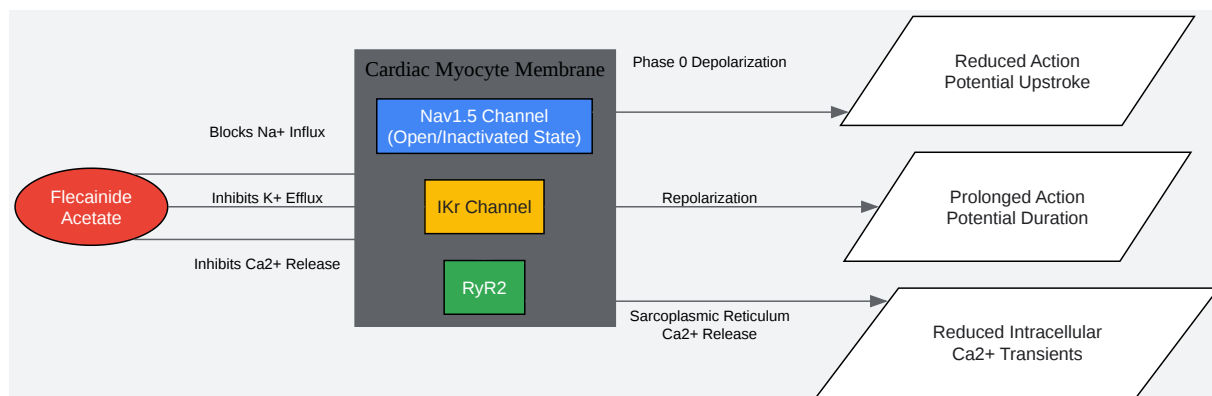 Cardiac Myocyte Membrane
Phase 0 Depolarization
Reduced Action
Potential Upstroke
Nav1.5 Channel
(Open/Inactivated State)
Blocks Na+ Influx
Flecainide
Acetate
Inhibits K+ Efflux
IKr Channel
Repolarization
Prolonged Action
Potential Duration
Inhibits Ca2+ Release
RyR2
Sarcoplasmic Reticulum
Ca2+ Release
Reduced Intracellular
Ca2+ Transients